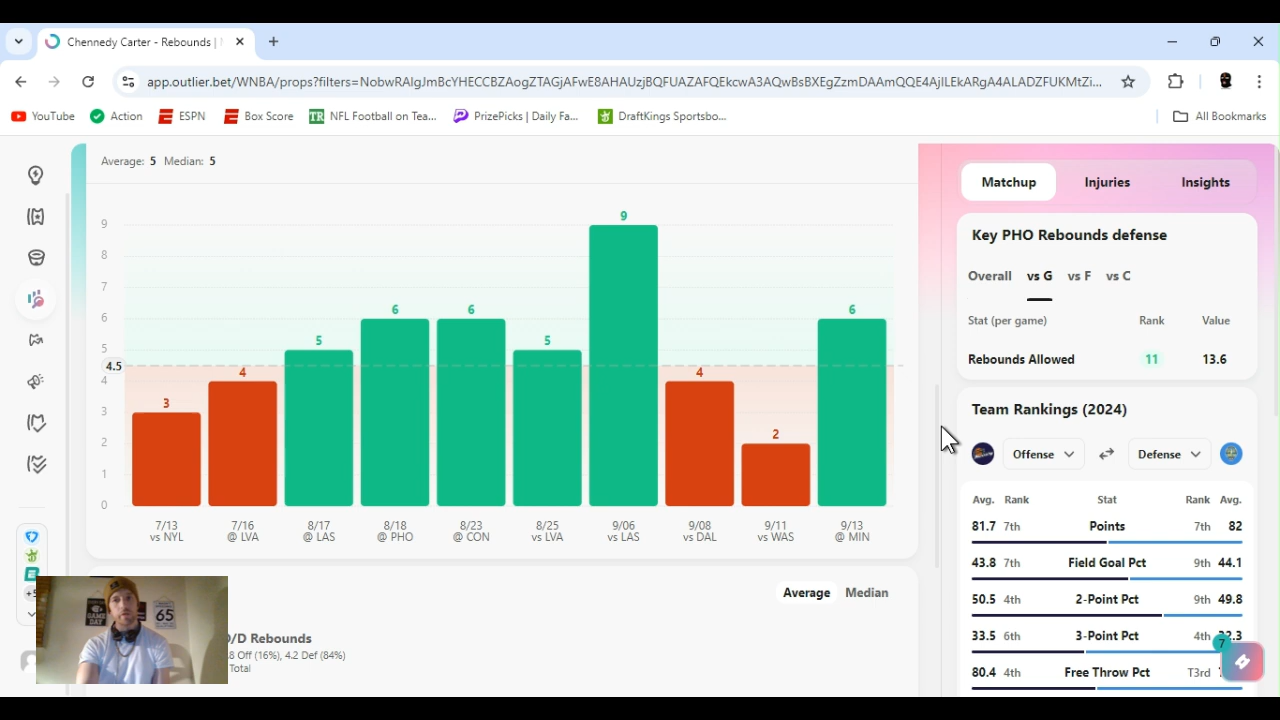 Chennedy Carter - Rebounds |
app.outlier.bet/WNBA/props?filters=NobwRAlgJmBcYHECCBZAogZTAGjAFwE8AHAUzjBQFUAZAFQEkcwA3AQwBsBXEgZzmDAAmQQE4AjlLEkARgA4ALADZFUKMtZi...
YouTube Action ESPN Box Score NFL Football on Tea... PrizePicks | Daily Fa... DraftKings Sportsbo... All Bookmarks
Average: 5 Median: 5
9
8
7
6
5
4.5
4
3
2
1
0
3 4 5 6 6 5 9 4 2 6
7/13 7/16 8/17 8/18 8/23 8/25 9/06 9/08 9/11 9/13
vs NYL @ LVA @ LAS @ PHO @ CON vs LVA vs LAS vs DAL vs WAS @ MIN
Average Median
/D Rebounds
.8 Off (16%), 4.2 Def (84%)
Total
Matchup Injuries Insights
Key PHO Rebounds defense
Overall vs G vs F vs C
Stat (per game) Rank Value
Rebounds Allowed 11 13.6
Team Rankings (2024)
Offense Defense
Avg. Rank Stat Rank Avg.
81.7 7th Points 7th 82
43.8 7th Field Goal Pct 9th 44.1
50.5 4th 2-Point Pct 9th 49.8
33.5 6th 3-Point Pct 4th
7
80.4 4th Free Throw Pct T3rd
GAME
DAY
65